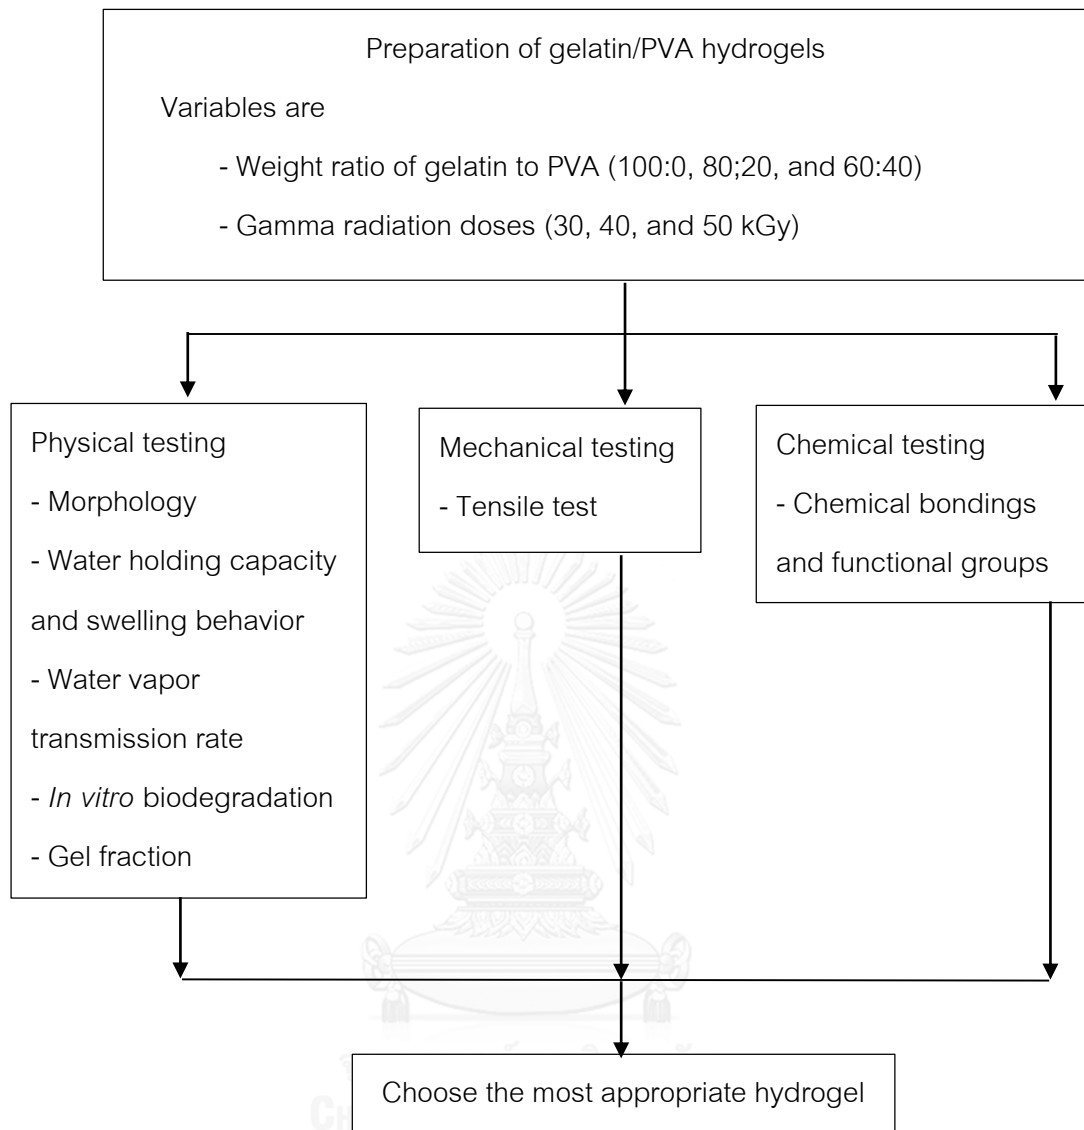 Preparation of gelatin/PVA hydrogels
Variables are
- Weight ratio of gelatin to PVA (100:0, 80;20, and 60:40)
- Gamma radiation doses (30, 40, and 50 kGy)
Physical testing
- Morphology
- Water holding capacity
and swelling behavior
- Water vapor
transmission rate
- In vitro biodegradation
- Gel fraction
Mechanical testing
- Tensile test
Chemical testing
- Chemical bondings
and functional groups
Choose the most appropriate hydrogel